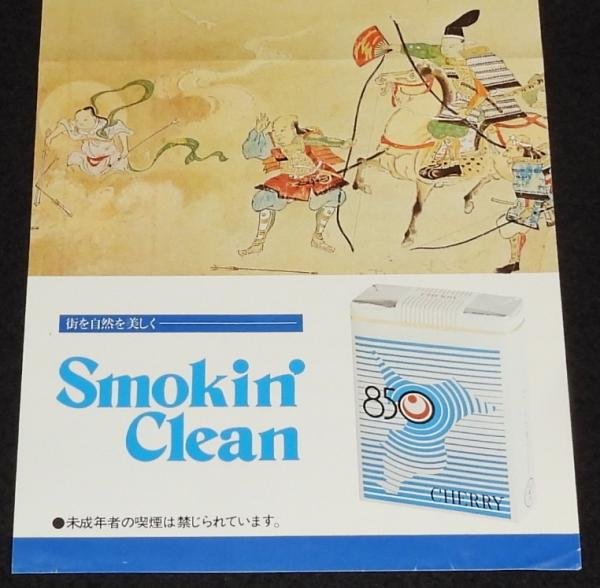 街を自然を美しく
Smokin'
Clean
CHERRY
850
CHERRY
●未成年者の喫煙は禁じられています。